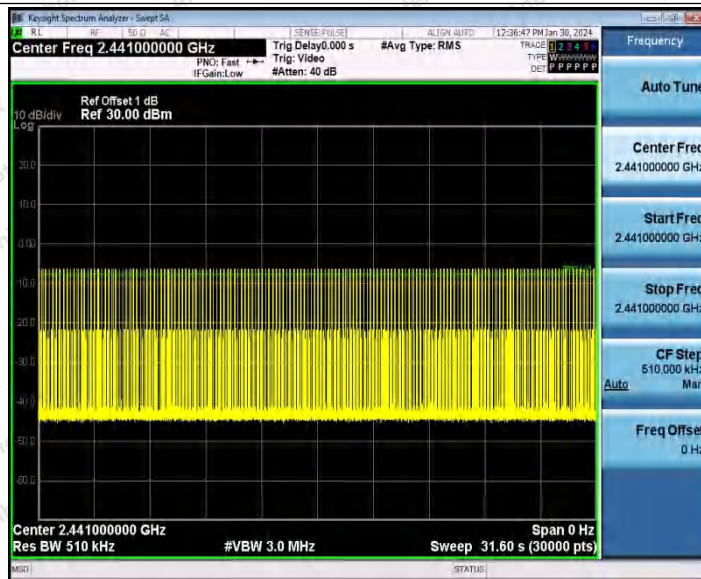 Keysight Spectrum Analyzer - Swept SA
RL RF 50 Ω AC SENSE:PULSE ALIGN AUTO 12:36:47 PM Jan 30, 2024
Center Freq 2.441000000 GHz
PNO: Fast
IFGain:Low
Trig Delay0.000 s
Trig: Video
#Atten: 40 dB
#Avg Type: RMS
TRACE 1 2 3 4 5 6
TYPE
DET P P P P P P
Ref Offset 1 dB
10 dB/div Ref 30.00 dBm
Log
20.0
10.0
0.00
-10.0
-20.0
-30.0
-40.0
-50.0
-60.0
Center 2.441000000 GHz Span 0 Hz
Res BW 510 kHz #VBW 3.0 MHz Sweep 31.60 s (30000 pts)
MSG STATUS
Frequency
Auto Tune
Center Freq
2.441000000 GHz
Start Freq
2.441000000 GHz
Stop Freq
2.441000000 GHz
CF Step
510.000 kHz
Auto Man
Freq Offset
0 Hz